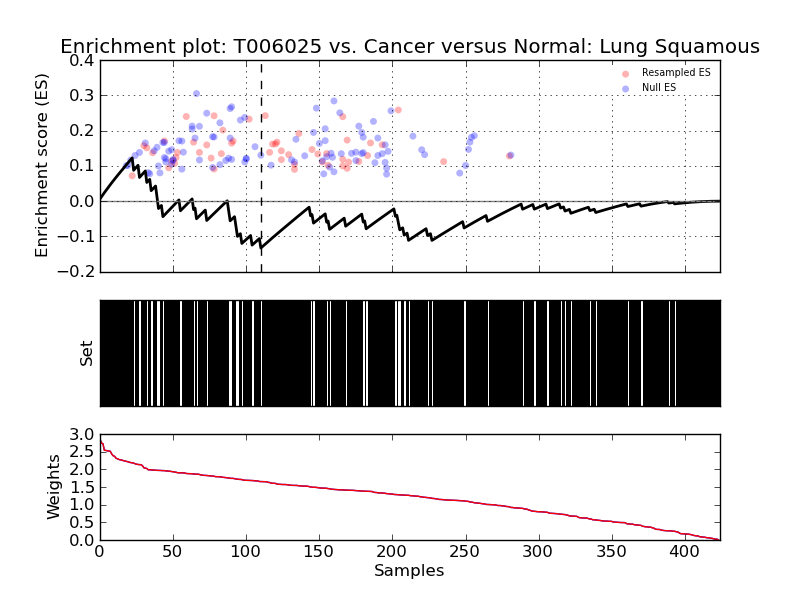 Enrichment plot: T006025 vs. Cancer versus Normal: Lung Squamous
Enrichment score (ES)
0.4
0.3
0.2
0.1
0.0
−0.1
−0.2
Resampled ES
Null ES
Set
Weights
3.0
2.5
2.0
1.5
1.0
0.5
0.0
0 50 100 150 200 250 300 350 400
Samples